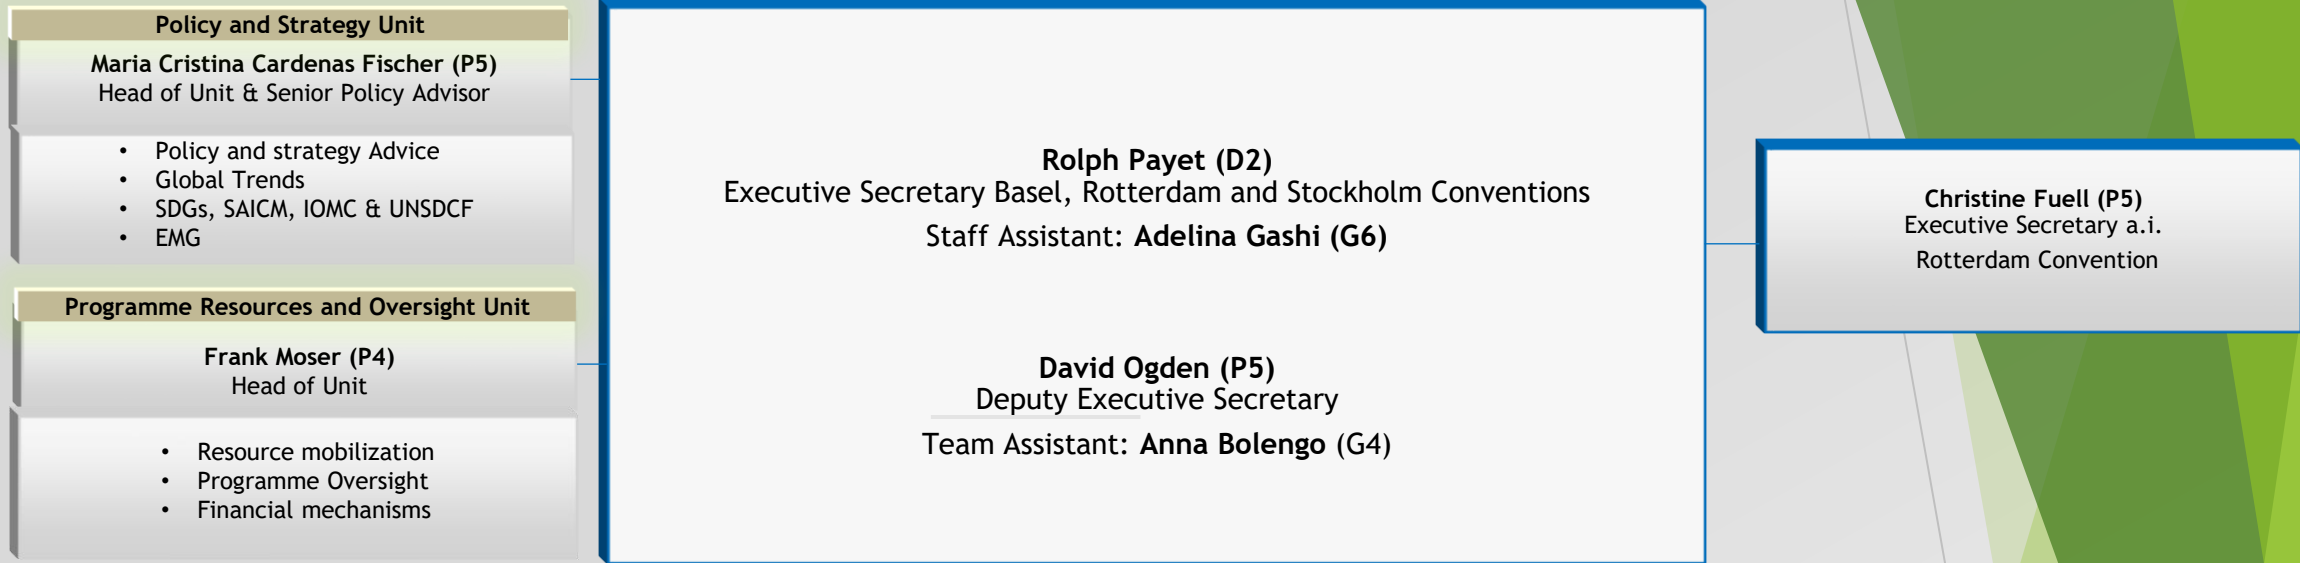 Policy and Strategy Unit
Maria Cristina Cardenas Fischer (P5)
Head of Unit & Senior Policy Advisor
• Policy and strategy Advice
• Global Trends
• SDGs, SAICM, IOMC & UNSDCF
• EMG
Programme Resources and Oversight Unit
Frank Moser (P4)
Head of Unit
• Resource mobilization
• Programme Oversight
• Financial mechanisms
Rolph Payet (D2)
Executive Secretary Basel, Rotterdam and Stockholm Conventions
Staff Assistant: Adelina Gashi (G6)
David Ogden (P5)
Deputy Executive Secretary
Team Assistant: Anna Bolengo (G4)
Christine Fuell (P5)
Executive Secretary a.i.
Rotterdam Convention